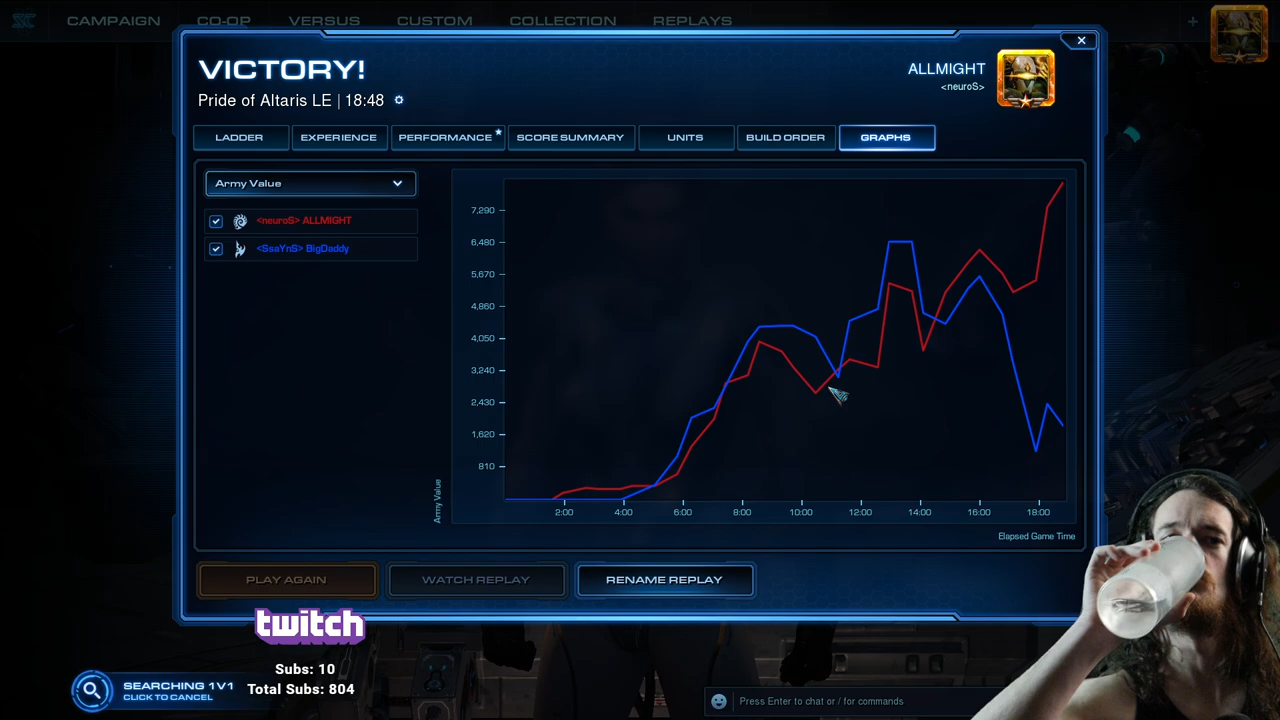 CAMPAIGN CO-OP VERSUS CUSTOM COLLECTION REPLAYS
VICTORY!
Pride of Altaris LE | 18:48
ALLMIGHT
<neuroS>
LADDER EXPERIENCE PERFORMANCE SCORE SUMMARY UNITS BUILD ORDER GRAPHS
Army Value
<neuroS> ALLMIGHT
<SsaYnS> BigDaddy
7,290
6,480
5,670
4,860
4,050
3,240
2,430
1,620
810
Army Value
2:00 4:00 6:00 8:00 10:00 12:00 14:00 16:00 18:00
Elapsed Game Time
PLAY AGAIN WATCH REPLAY RENAME REPLAY
twitch
Subs: 10
Total Subs: 804
SEARCHING 1V1
CLICK TO CANCEL
Press Enter to chat or / for commands